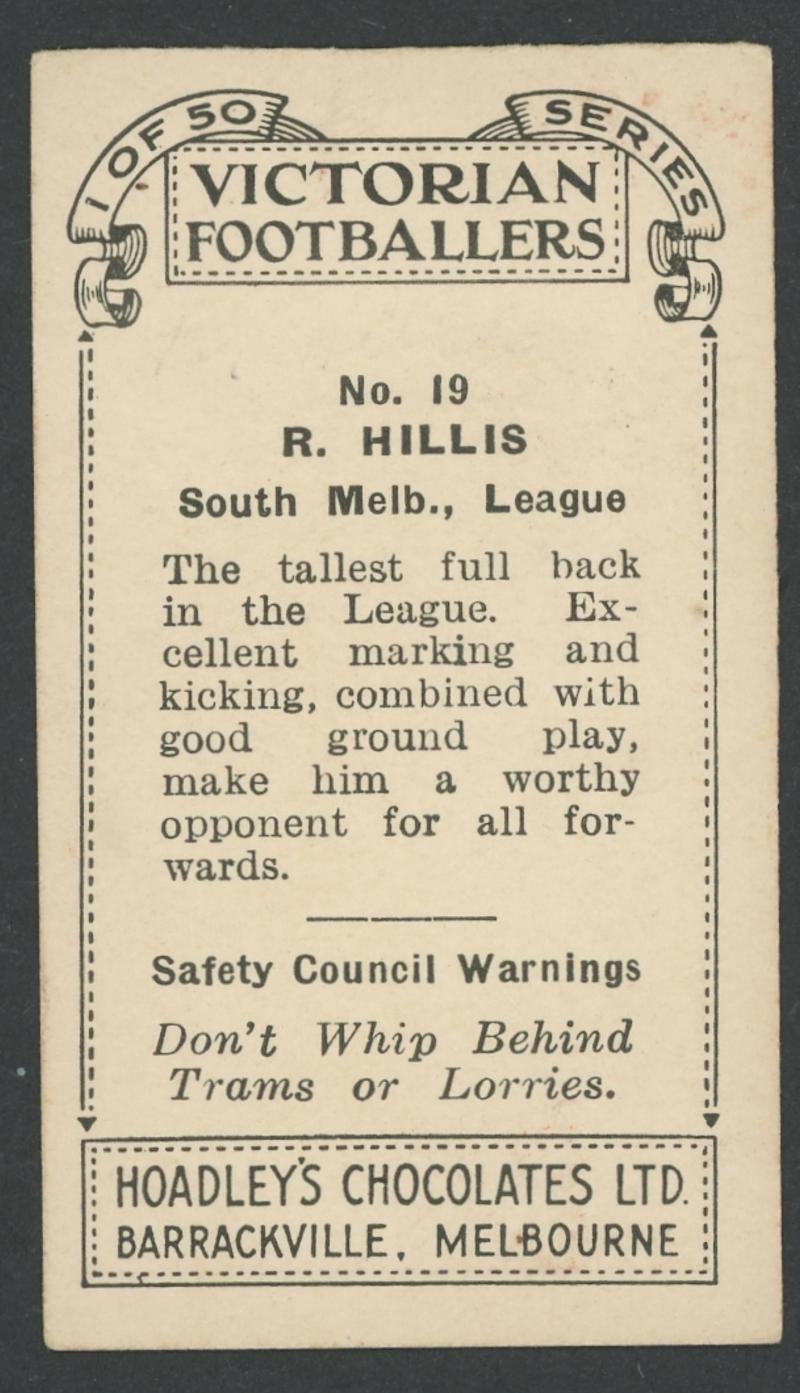 1 OF 50 SERIES
VICTORIAN
FOOTBALLERS
No. 19
R. HILLIS
South Melb., League
The tallest full back
in the League. Ex-
cellent marking and
kicking, combined with
good ground play,
make him a worthy
opponent for all for-
wards.
Safety Council Warnings
Don't Whip Behind
Trams or Lorries.
HOADLEY'S CHOCOLATES LTD.
BARRACKVILLE, MELBOURNE